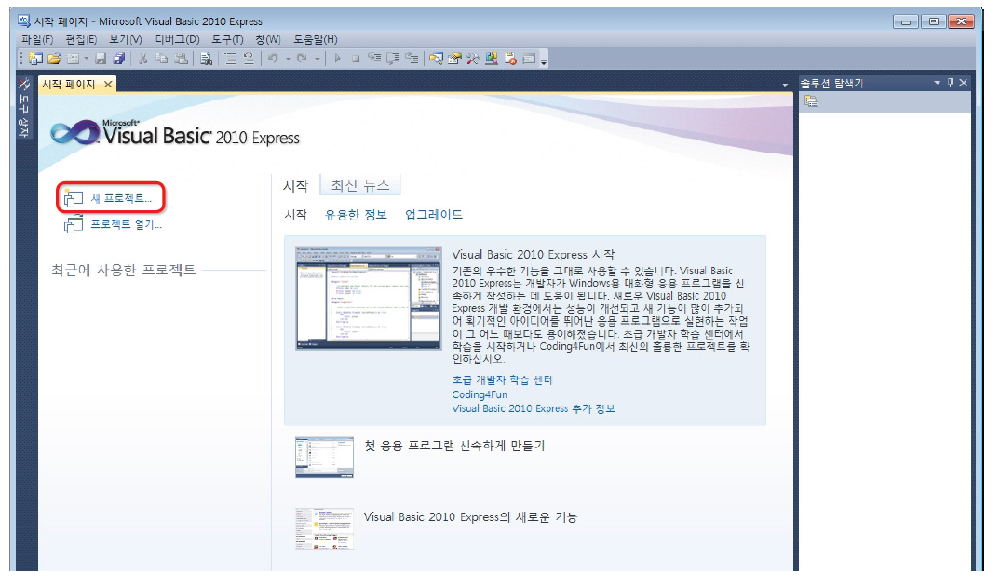 시작 페이지 - Microsoft Visual Basic 2010 Express
파일(F) 편집(E) 보기(V) 디버그(D) 도구(T) 창(W) 도움말(H)
도구 상자
시작 페이지
솔루션 탐색기
Microsoft®
Visual Basic® 2010 Express
새 프로젝트...
프로젝트 열기...
최근에 사용한 프로젝트
시작 최신 뉴스
시작 유용한 정보 업그레이드
Visual Basic 2010 Express 시작
기존의 우수한 기능을 그대로 사용할 수 있습니다. Visual
Basic 2010 Express는 개발자가 Windows용 대화형 응용 프로그램을 신
속하게 작성하는 데 도움이 됩니다. 새로운 Visual Basic 2010
Express 개발 환경에서는 성능이 개선되고 새 기능이 많이 추가되
어 획기적인 아이디어를 뛰어난 응용 프로그램으로 실현하는 작업
이 그 어느 때보다도 용이해졌습니다. 초급 개발자 학습 센터에서
학습을 시작하거나 Coding4Fun에서 최신의 훌륭한 프로젝트를 확
인하십시오.
초급 개발자 학습 센터
Coding4Fun
Visual Basic 2010 Express 추가 정보
첫 응용 프로그램 신속하게 만들기
Visual Basic 2010 Express의 새로운 기능